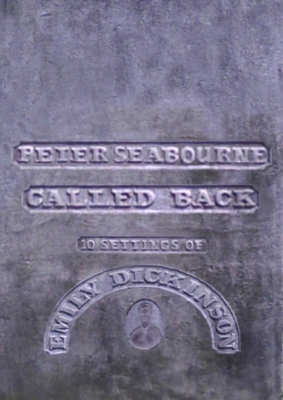 PETER SEABOURNE
CALLED BACK
10 SETTINGS OF
EMILY DICKINSON